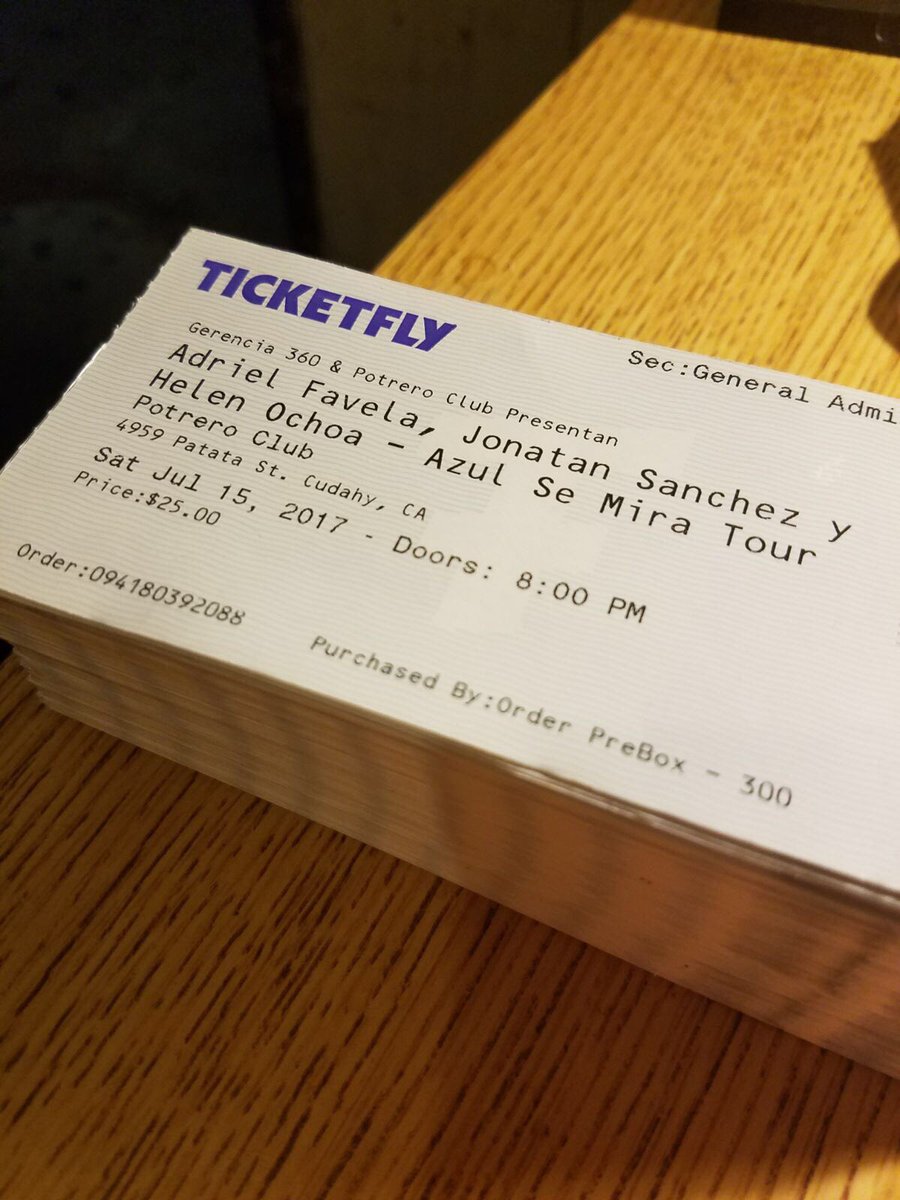 TICKETFLY
Sec:General Admi
Gerencia 360 & Potrero Club Presentan
Adriel Favela, Jonatan Sanchez y
Helen Ochoa - Azul Se Mira Tour
Potrero Club
4959 Patata St. Cudahy, CA
Sat Jul 15, 2017 - Doors: 8:00 PM
Price:$25.00
Order:094180392088
Purchased By:Order PreBox - 300